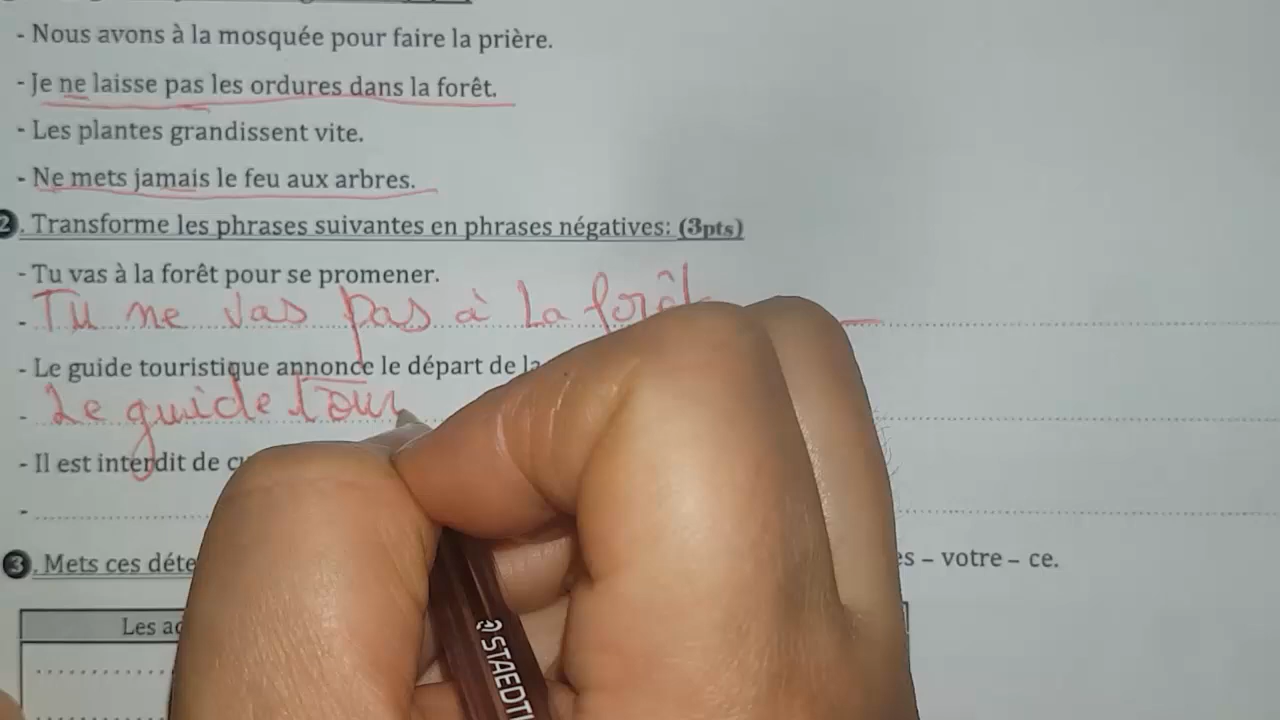 - Nous avons à la mosquée pour faire la prière.
- Je ne laisse pas les ordures dans la forêt.
- Les plantes grandissent vite.
- Ne mets jamais le feu aux arbres.
2. Transforme les phrases suivantes en phrases négatives: (3pts)
- Tu vas à la forêt pour se promener.
- Tu ne vas pas à la forêt
- Le guide touristique annonce le départ de la
- Le guide tour
- Il est interdit de
-
3. Mets ces déte es – votre – ce.
Les
STAEDTL